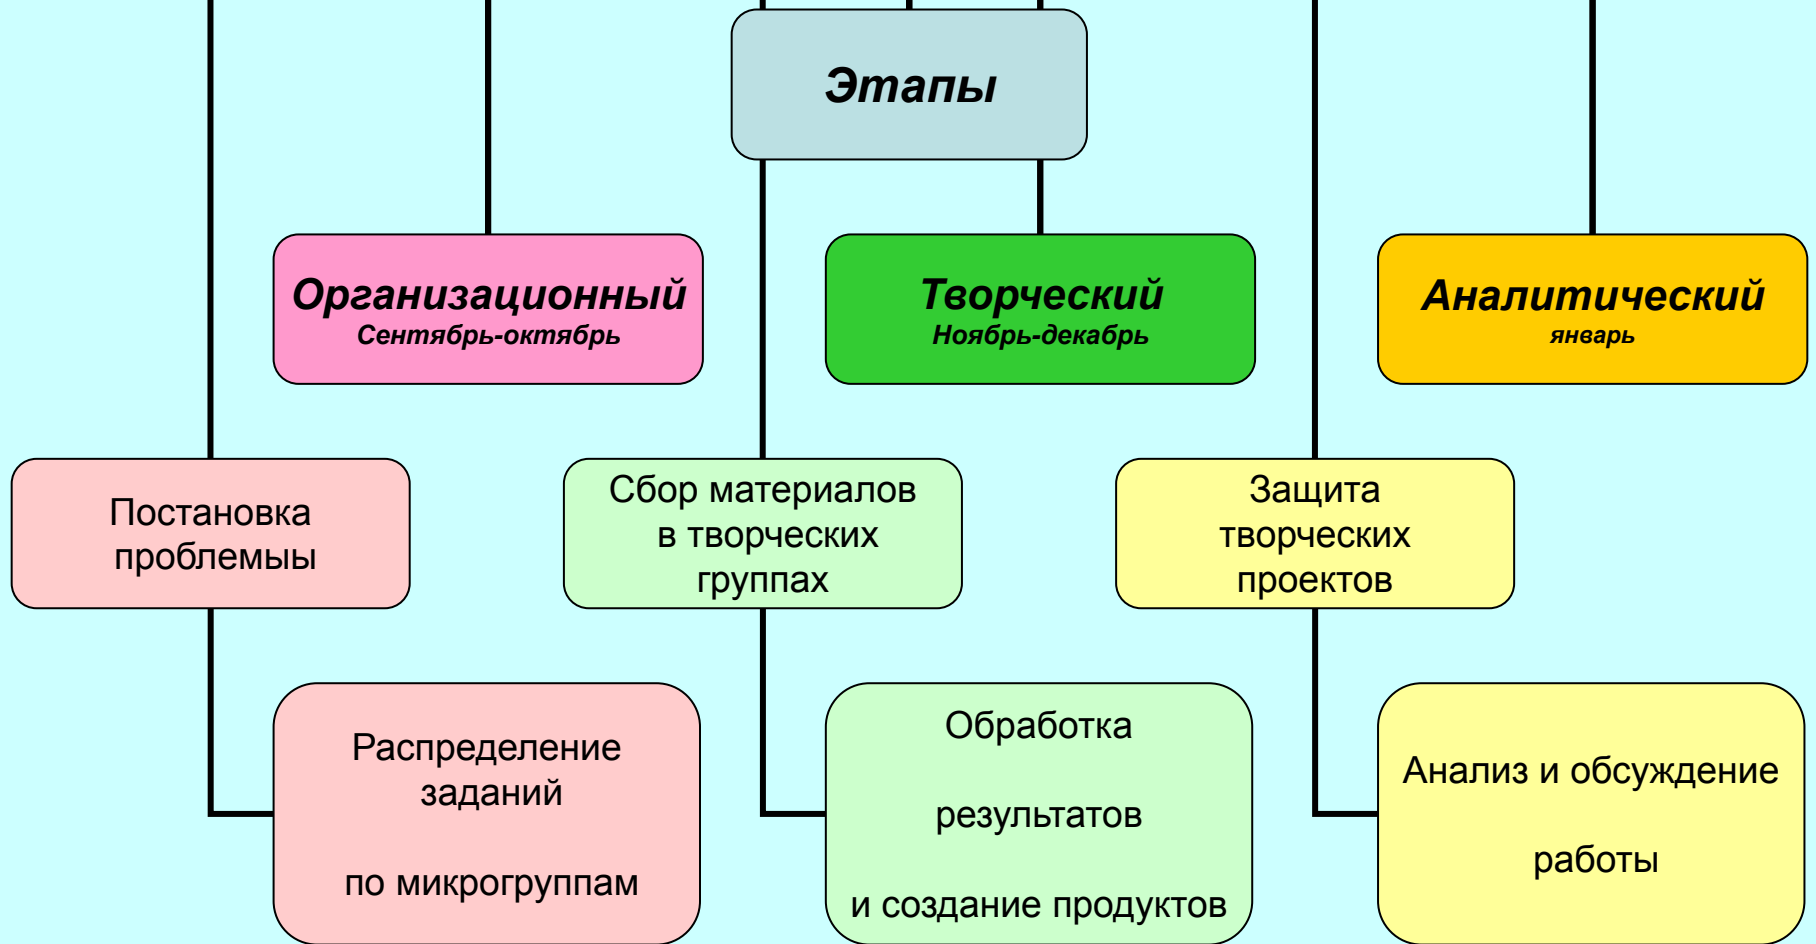 Этапы
Организационный
Сентябрь-октябрь
Творческий
Ноябрь-декабрь
Аналитический
январь
Постановка
проблемыы
Сбор материалов
в творческих
группах
Защита
творческих
проектов
Распределение
заданий
по микрогруппам
Обработка
результатов
и создание продуктов
Анализ и обсуждение
работы